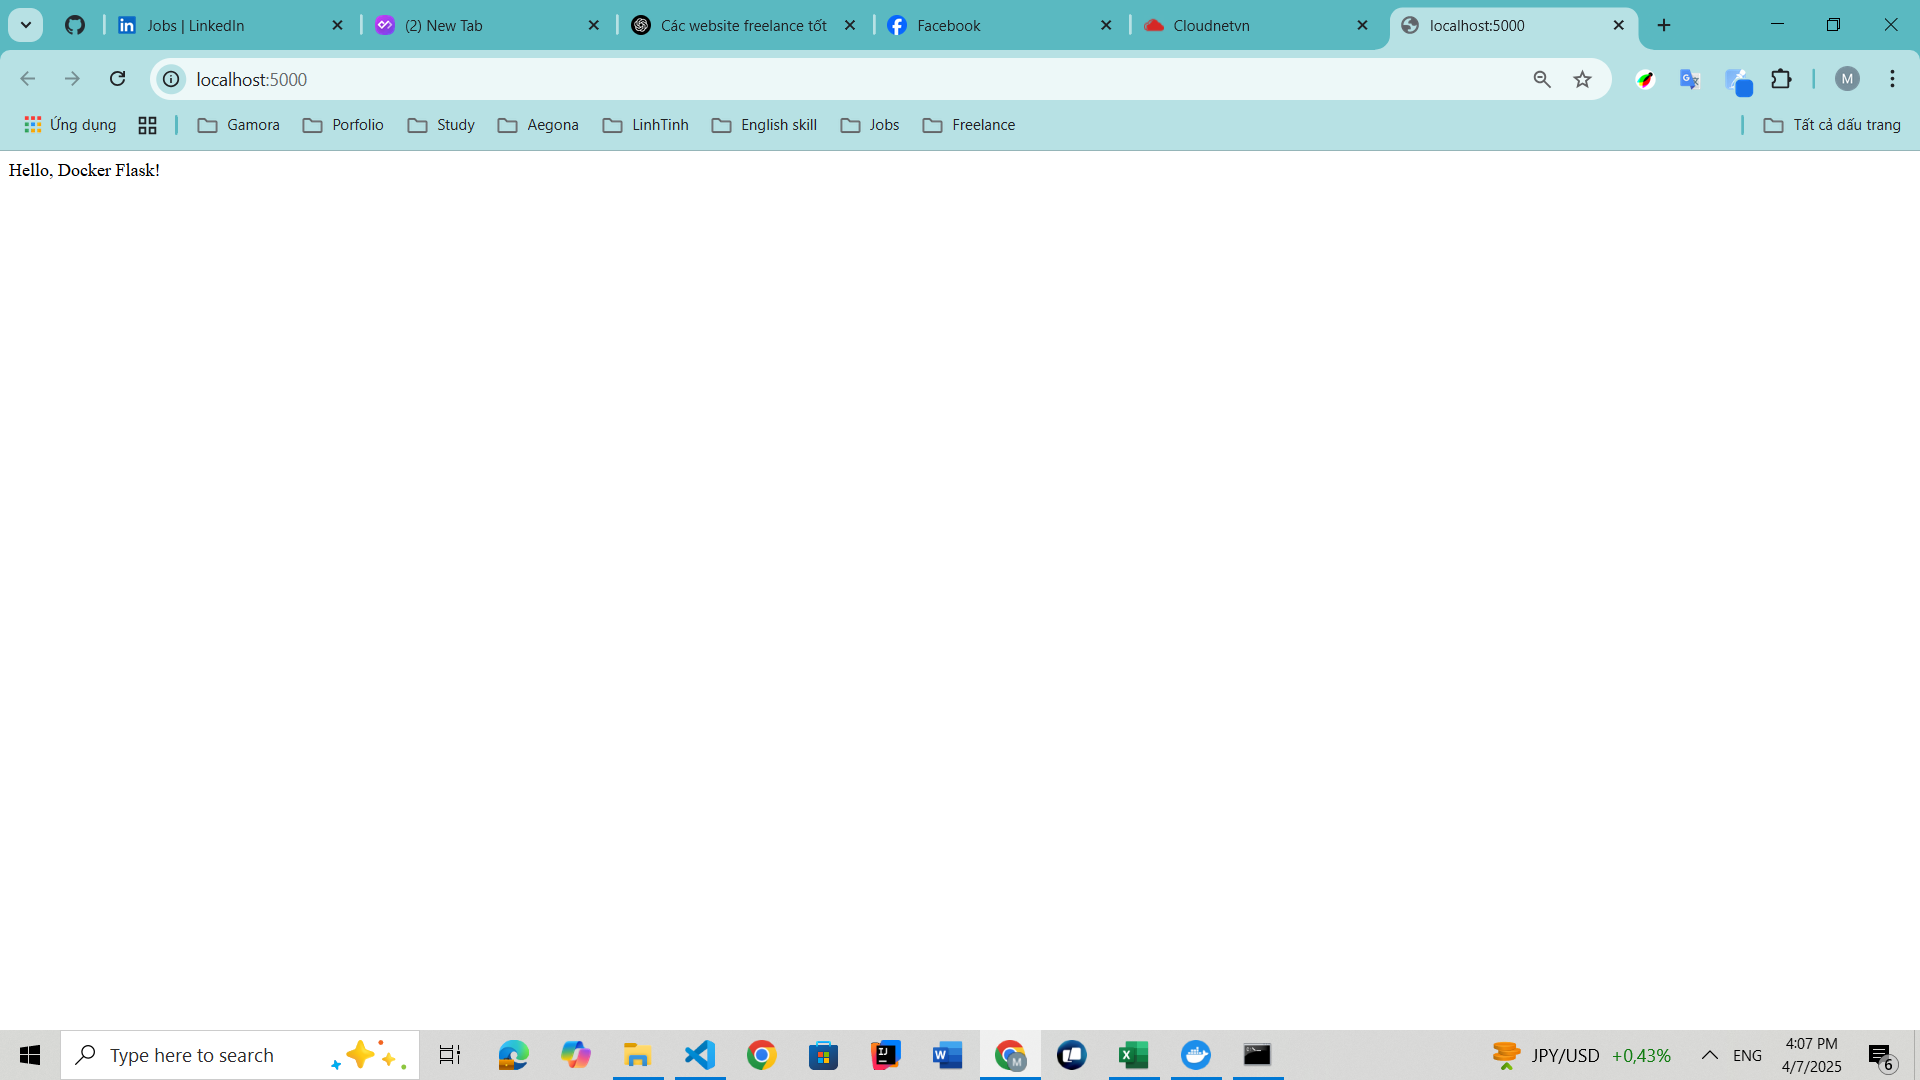 Jobs | LinkedIn
(2) New Tab
Các website freelance tốt
Facebook
Cloudnetvn
localhost:5000
localhost:5000
M
Ứng dụng
Gamora
Porfolio
Study
Aegona
LinhTinh
English skill
Jobs
Freelance
Tất cả dấu trang
Hello, Docker Flask!
Type here to search
JPY/USD +0,43%
ENG
4:07 PM
4/7/2025
6